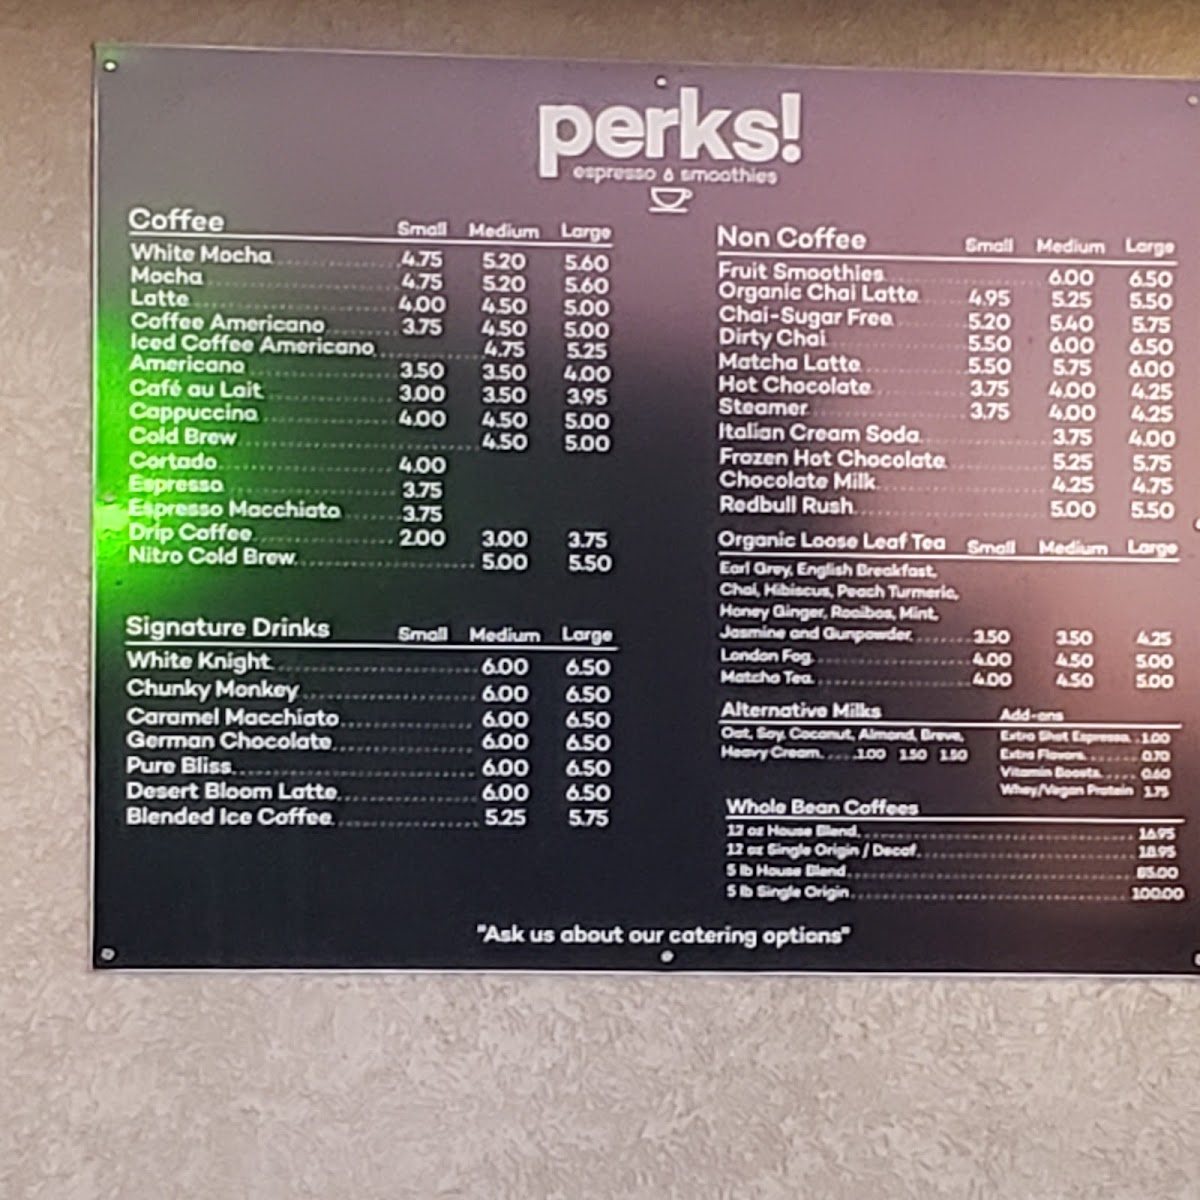 perks!
espresso & smoothies
Coffee Small Medium Large
White Mocha 4.75 5.20 5.60
Mocha 4.75 5.20 5.60
Latte 4.00 4.50 5.00
Coffee Americano 3.75 4.50 5.00
Iced Coffee Americano 4.75 5.25
Americano 3.50 3.50 4.00
Café au Lait 3.00 3.50 3.95
Cappuccino 4.00 4.50 5.00
Cold Brew 4.50 5.00
Cortado 4.00
Espresso 3.75
Espresso Macchiato 3.75
Drip Coffee 2.00 3.00 3.75
Nitro Cold Brew 5.00 5.50
Signature Drinks Small Medium Large
White Knight 6.00 6.50
Chunky Monkey 6.00 6.50
Caramel Macchiato 6.00 6.50
German Chocolate 6.00 6.50
Pure Bliss 6.00 6.50
Desert Bloom Latte 6.00 6.50
Blended Ice Coffee 5.25 5.75
Non Coffee Small Medium Large
Fruit Smoothies 6.00 6.50
Organic Chai Latte 4.95 5.25 5.50
Chai-Sugar Free 5.20 5.40 5.75
Dirty Chai 5.50 6.00 6.50
Matcha Latte 5.50 5.75 6.00
Hot Chocolate 3.75 4.00 4.25
Steamer 3.75 4.00 4.25
Italian Cream Soda 3.75 4.00
Frozen Hot Chocolate 5.25 5.75
Chocolate Milk 4.25 4.75
Redbull Rush 5.00 5.50
Organic Loose Leaf Tea Small Medium Large
Earl Grey, English Breakfast,
Chai, Hibiscus, Peach Turmeric,
Honey Ginger, Rooibos, Mint,
Jasmine and Gunpowder 3.50 3.50 4.25
London Fog 4.00 4.50 5.00
Matcha Tea 4.00 4.50 5.00
Alternative Milks
Oat, Soy, Coconut, Almond, Breve,
Heavy Cream 1.00 1.50 1.50
Add-ons
Extra Shot Espresso 1.00
Extra Flavors 0.70
Vitamin Boosts 0.60
Whey/Vegan Protein 1.75
Whole Bean Coffees
12 oz House Blend 16.95
12 oz Single Origin / Decaf 18.95
5 lb House Blend 85.00
5 lb Single Origin 100.00
"Ask us about our catering options"